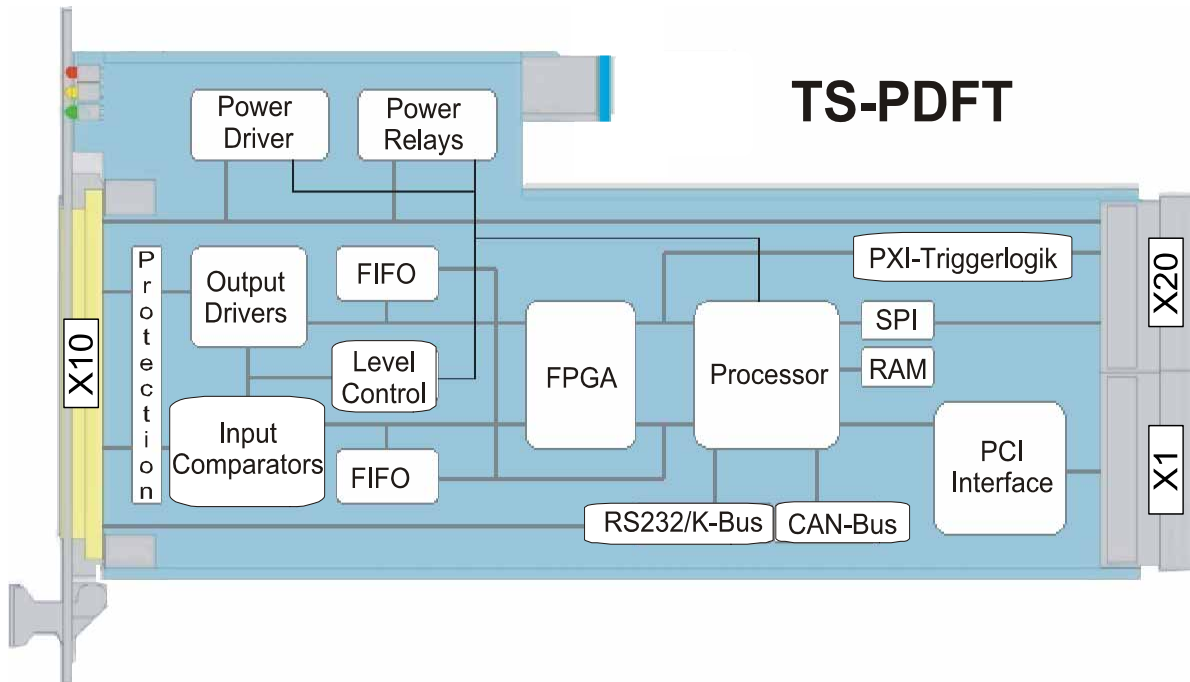 TS-PDFT
Power
Driver
Power
Relays
Protection
Output
Drivers
FIFO
PXI-Triggerlogik
X20
X10
Level
Control
FPGA
Processor
SPI
RAM
Input
Comparators
FIFO
PCI
Interface
X1
RS232/K-Bus
CAN-Bus